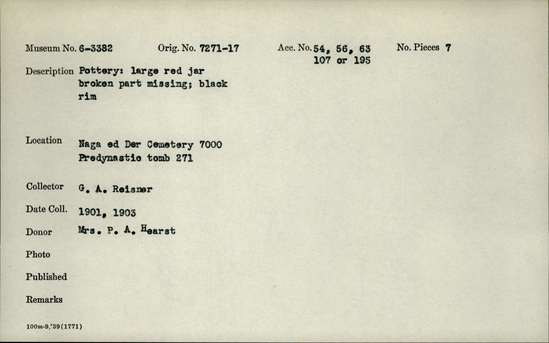 Museum No. 6-3382 Orig. No. 7271-17 Acc. No. 54, 56, 63 No. Pieces 7
107 or 195
Description Pottery: large red jar
broken part missing; black
rim
Location Naga ed Der Cemetery 7000
Predynastic tomb 271
Collector G. A. Reisner
Date Coll. 1901, 1903
Donor Mrs. P. A. Hearst
Photo
Published
Remarks
100m-9,'39(1771)